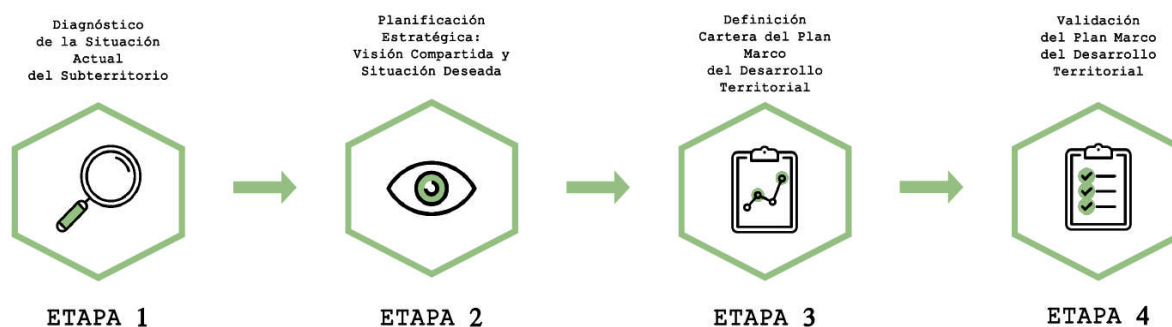 Diagnóstico
de la Situación
Actual
del Subterritorio
Planificación
Estratégica:
Visión Compartida y
Situación Deseada
Definición
Cartera del Plan
Marco
del Desarrollo
Territorial
Validación
del Plan Marco
del Desarrollo
Territorial
ETAPA 1
ETAPA 2
ETAPA 3
ETAPA 4